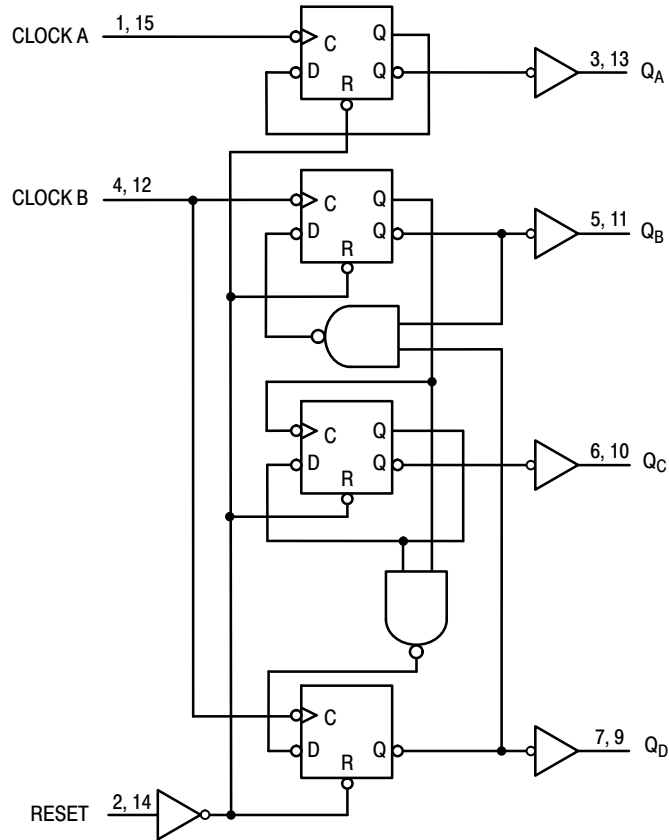 CLOCK A 1, 15 C Q
D Q
R
3, 13 QA
CLOCK B 4, 12 C Q
D Q
R
5, 11 QB
C Q
D Q
R
6, 10 QC
C
D Q
R
7, 9 QD
RESET 2, 14